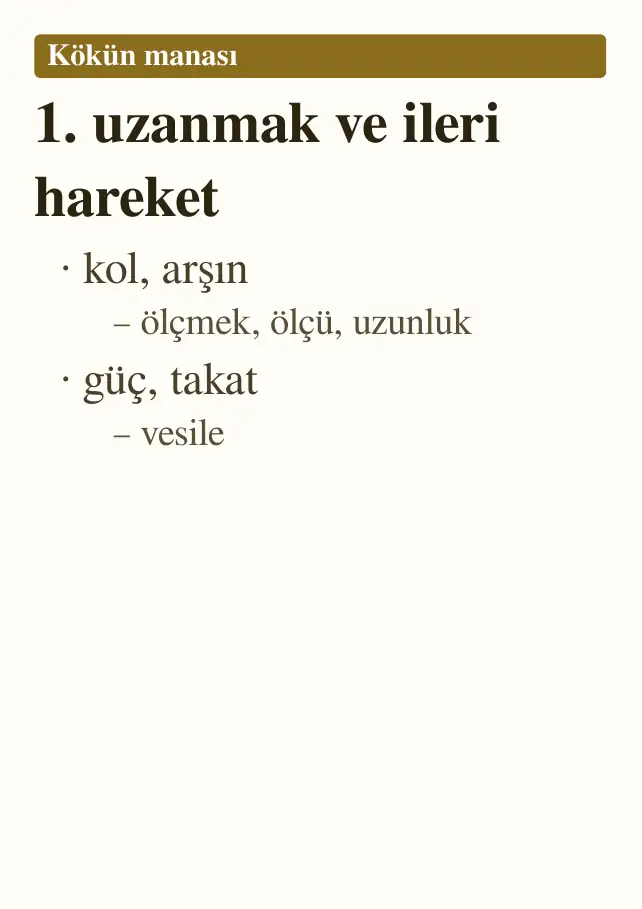 Kökün manası
1. uzanmak ve ileri
hareket
· kol, arşın
– ölçmek, ölçü, uzunluk
· güç, takat
– vesile